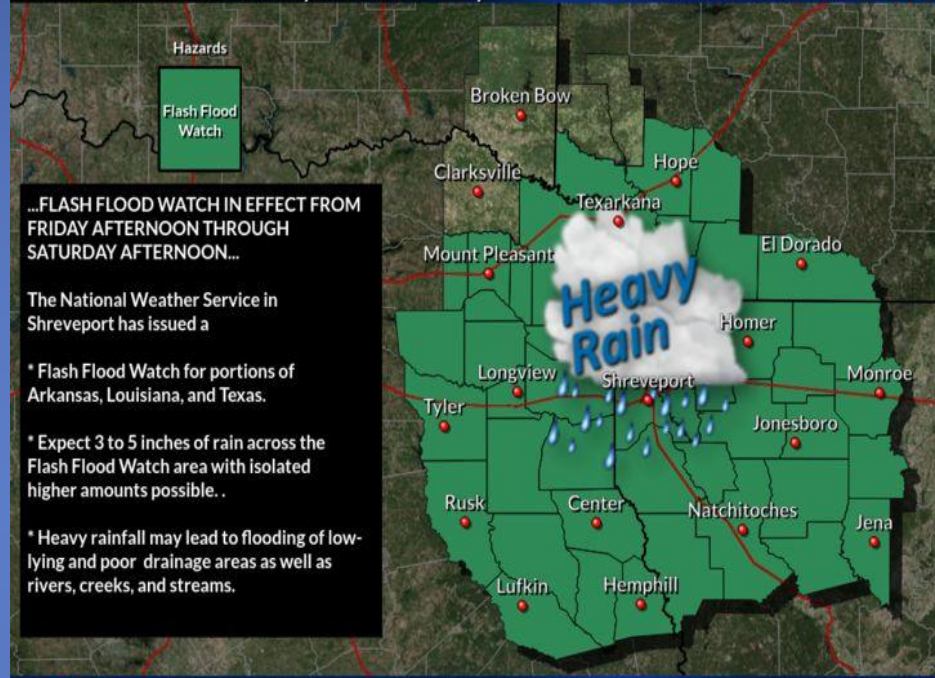 Hazards
Flash Flood
Watch
...FLASH FLOOD WATCH IN EFFECT FROM
FRIDAY AFTERNOON THROUGH
SATURDAY AFTERNOON...
The National Weather Service in
Shreveport has issued a
* Flash Flood Watch for portions of
Arkansas, Louisiana, and Texas.
* Expect 3 to 5 inches of rain across the
Flash Flood Watch area with isolated
higher amounts possible. .
* Heavy rainfall may lead to flooding of low-
lying and poor drainage areas as well as
rivers, creeks, and streams.
Broken Bow
Hope
Clarksville
Texarkana
El Dorado
Mount Pleasant
Heavy
Rain
Homer
Longview
Shreveport
Monroe
Tyler
Jonesboro
Rusk
Center
Natchitoches
Jena
Lufkin
Hemphill